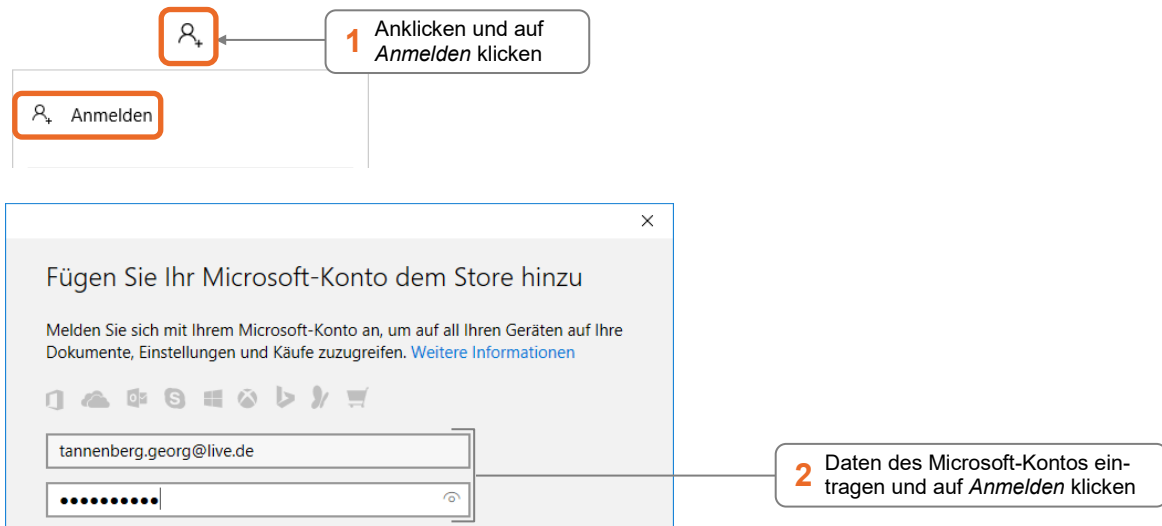 1 Anklicken und auf
Anmelden klicken
Anmelden
Fügen Sie Ihr Microsoft-Konto dem Store hinzu
Melden Sie sich mit Ihrem Microsoft-Konto an, um auf all Ihren Geräten auf Ihre
Dokumente, Einstellungen und Käufe zuzugreifen. Weitere Informationen
tannenberg.georg@live.de
••••••••••
2 Daten des Microsoft-Kontos ein-
tragen und auf Anmelden klicken